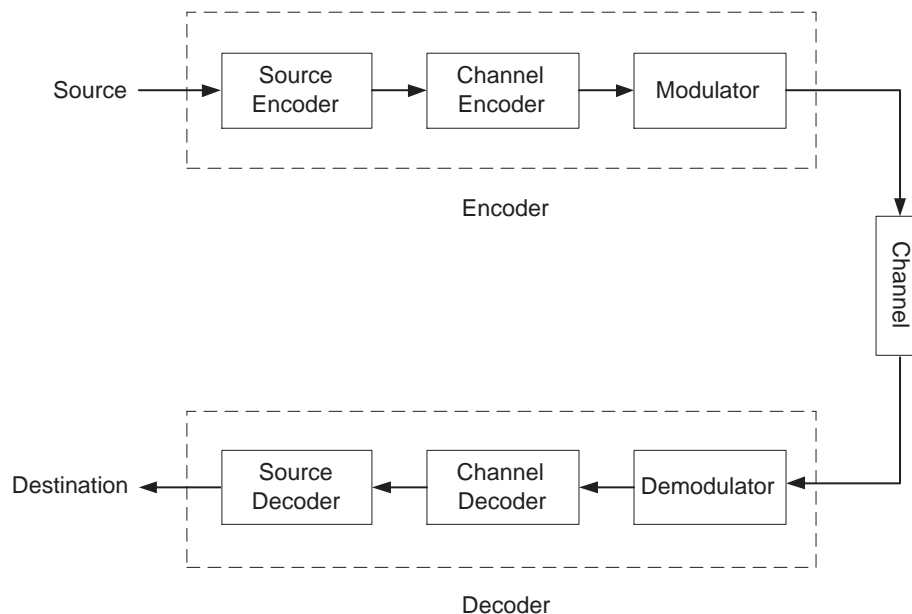 Source
Source
Encoder
Channel
Encoder
Modulator
Encoder
Channel
Destination
Source
Decoder
Channel
Decoder
Demodulator
Decoder